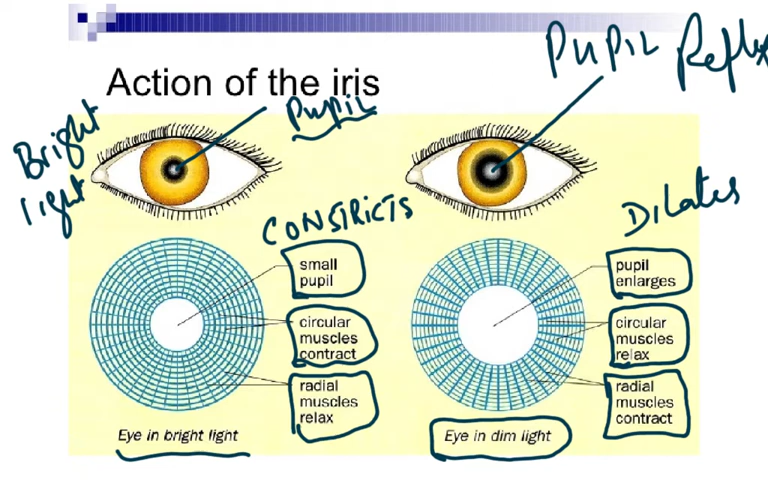 PUPIL Reflex
Action of the iris
PUPIL
Bright
light
CONSTRICTS
DILates
small
pupil
circular
muscles
contract
radial
muscles
relax
Eye in bright light
pupil
enlarges
circular
muscles
relax
radial
muscles
contract
Eye in dim light